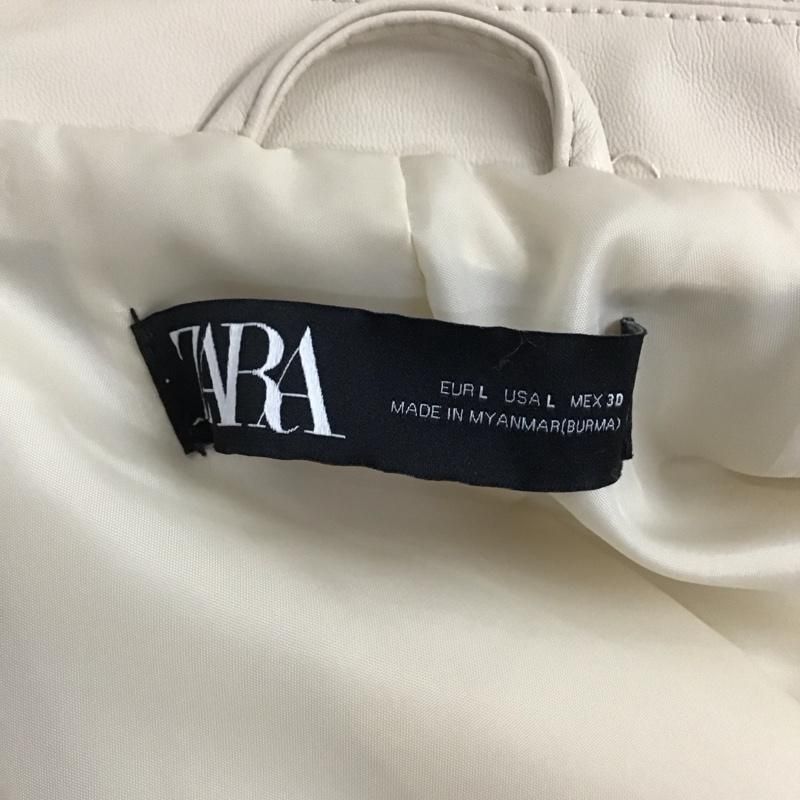 ZARA
EUR L USA L MEX 30
MADE IN MYANMAR(BURMA)